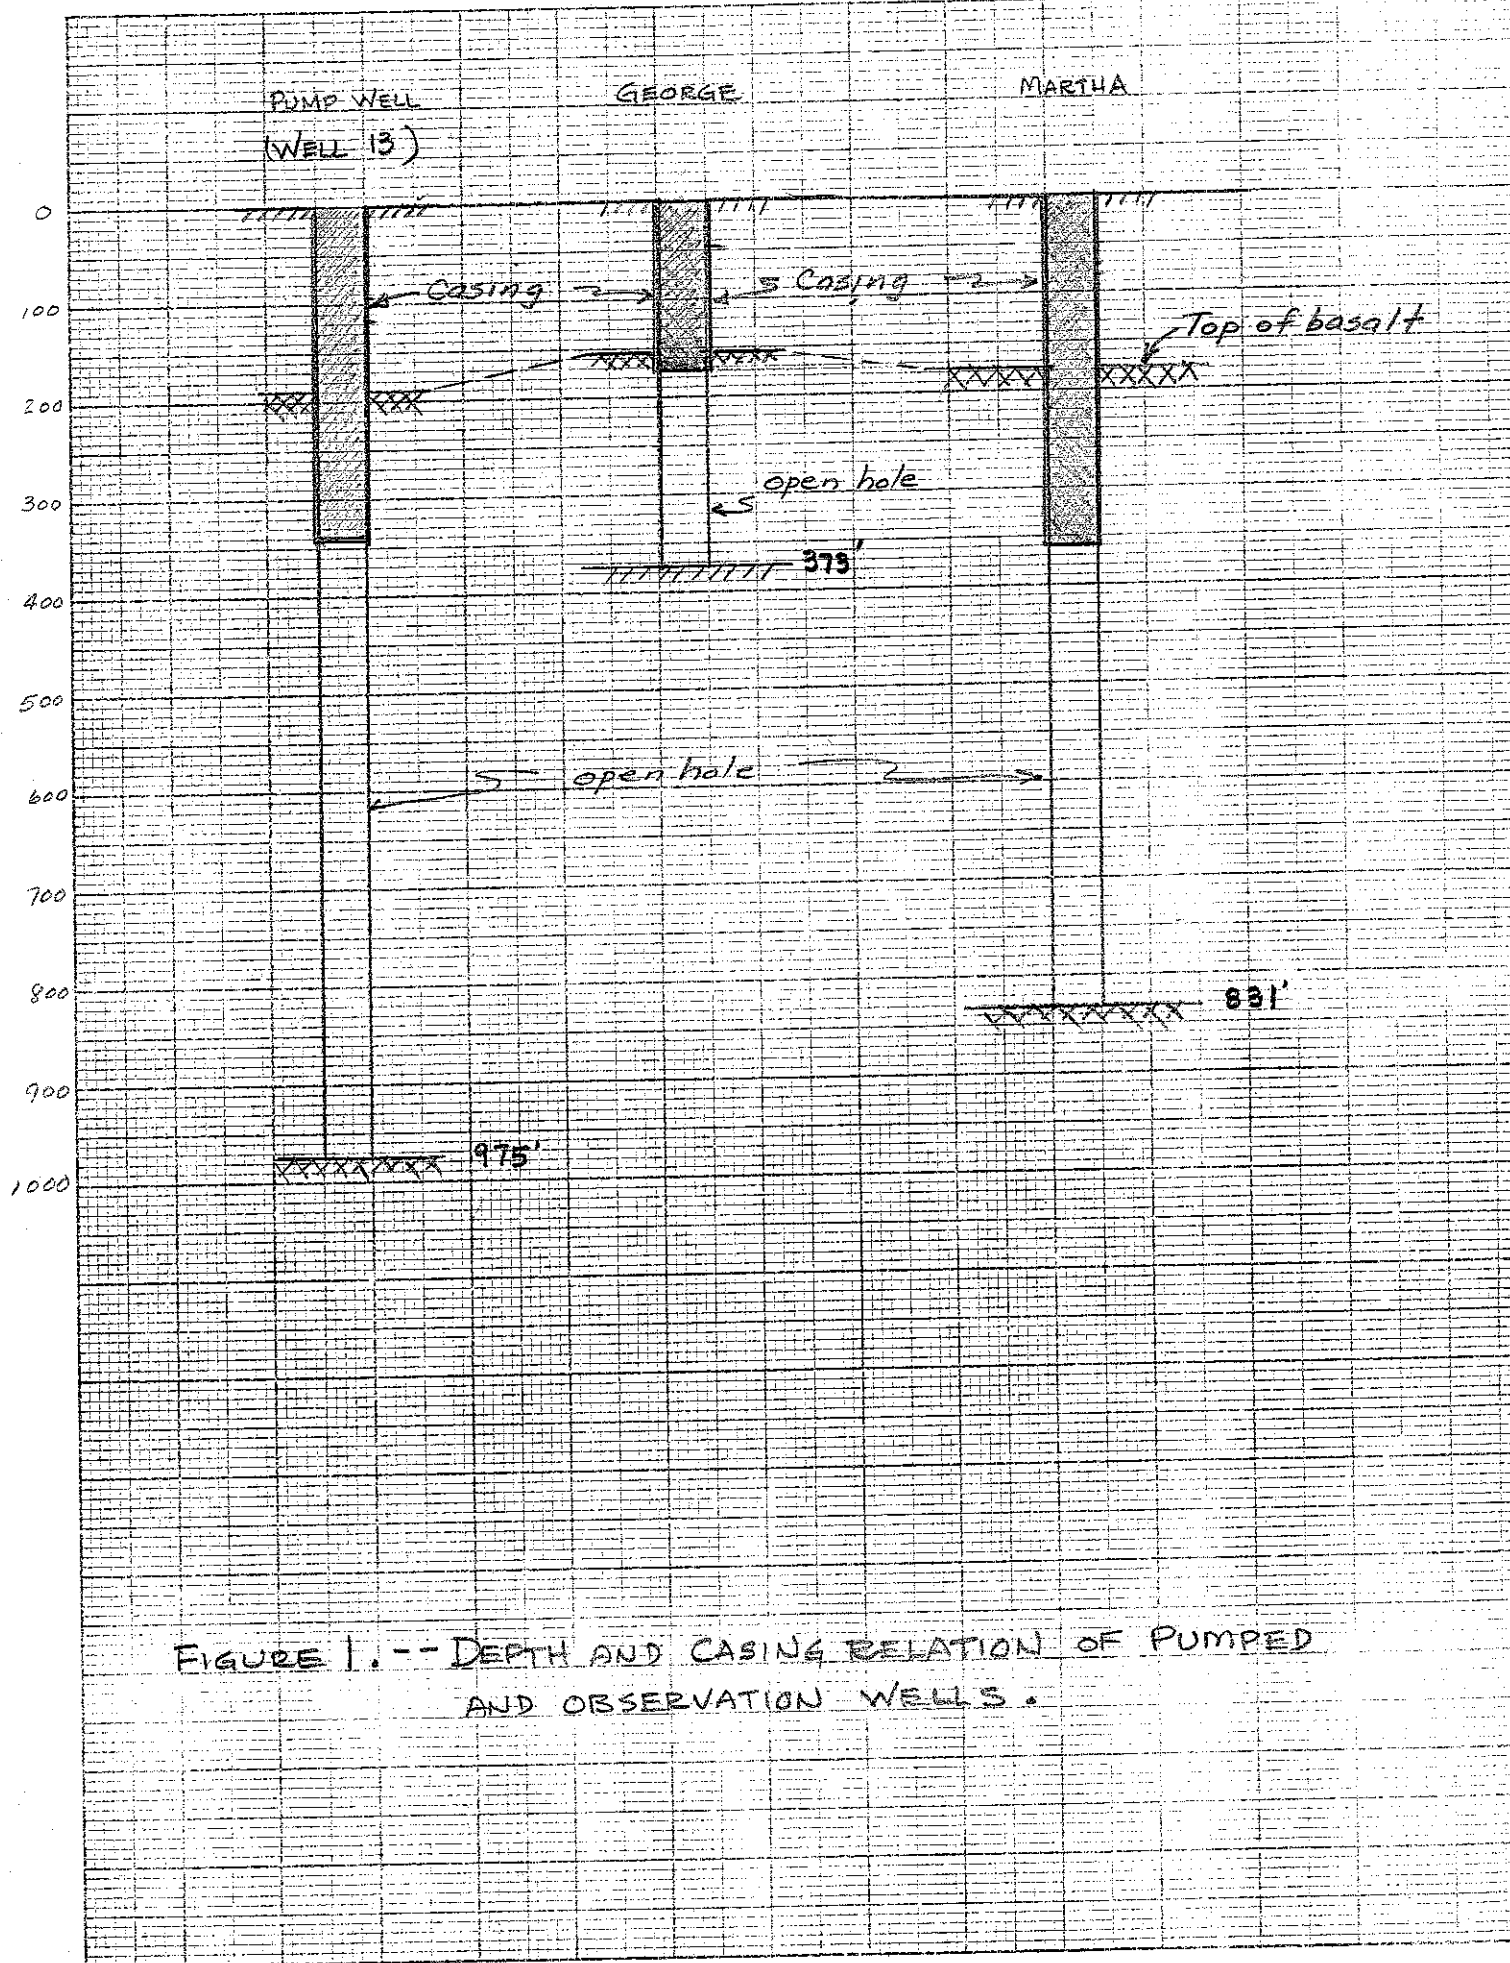 PUMP WELL
(WELL 13)
GEORGE
MARTHA
0
Casing
Casing
100
Top of basalt
200
open hole
300
373'
400
500
open hole
600
700
800
831'
900
975'
1000
FIGURE 1. -- DEPTH AND CASING RELATION OF PUMPED
AND OBSERVATION WELLS.